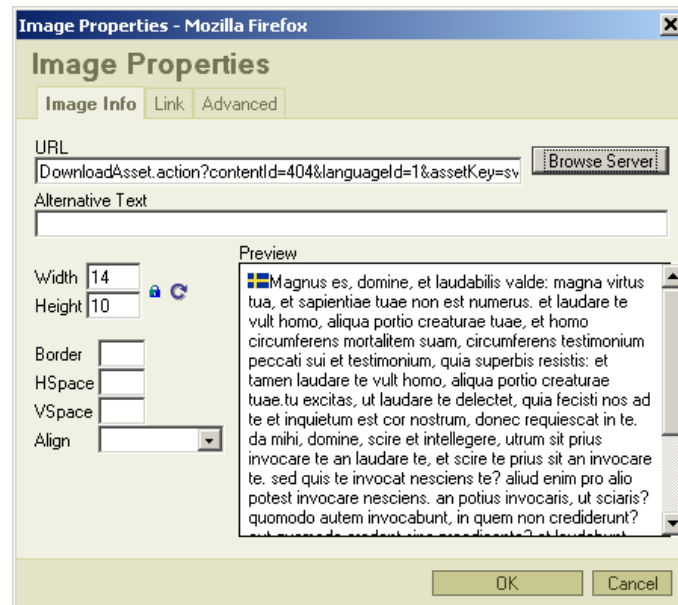 Image Properties - Mozilla Firefox
Image Properties
Image Info Link Advanced
URL
DownloadAsset.action?contentId=404&languageId=1&assetKey=sv
Browse Server
Alternative Text
Width 14
Height 10
Border
HSpace
VSpace
Align
Preview
Magnus es, domine, et laudabilis valde: magna virtus
tua, et sapientiae tuae non est numerus. et laudare te
vult homo, aliqua portio creaturae tuae, et homo
circumferens mortalitem suam, circumferens testimonium
peccati sui et testimonium, quia superbis resistis: et
tamen laudare te vult homo, aliqua portio creaturae
tuae.tu excitas, ut laudare te delectet, quia fecisti nos ad
te et inquietum est cor nostrum, donec requiescat in te.
da mihi, domine, scire et intellegere, utrum sit prius
invocare te an laudare te, et scire te prius sit an invocare
te. sed quis te invocat nesciens te? aliud enim pro alio
potest invocare nesciens. an potius invocaris, ut sciaris?
quomodo autem invocabunt, in quem non crediderunt?
OK Cancel